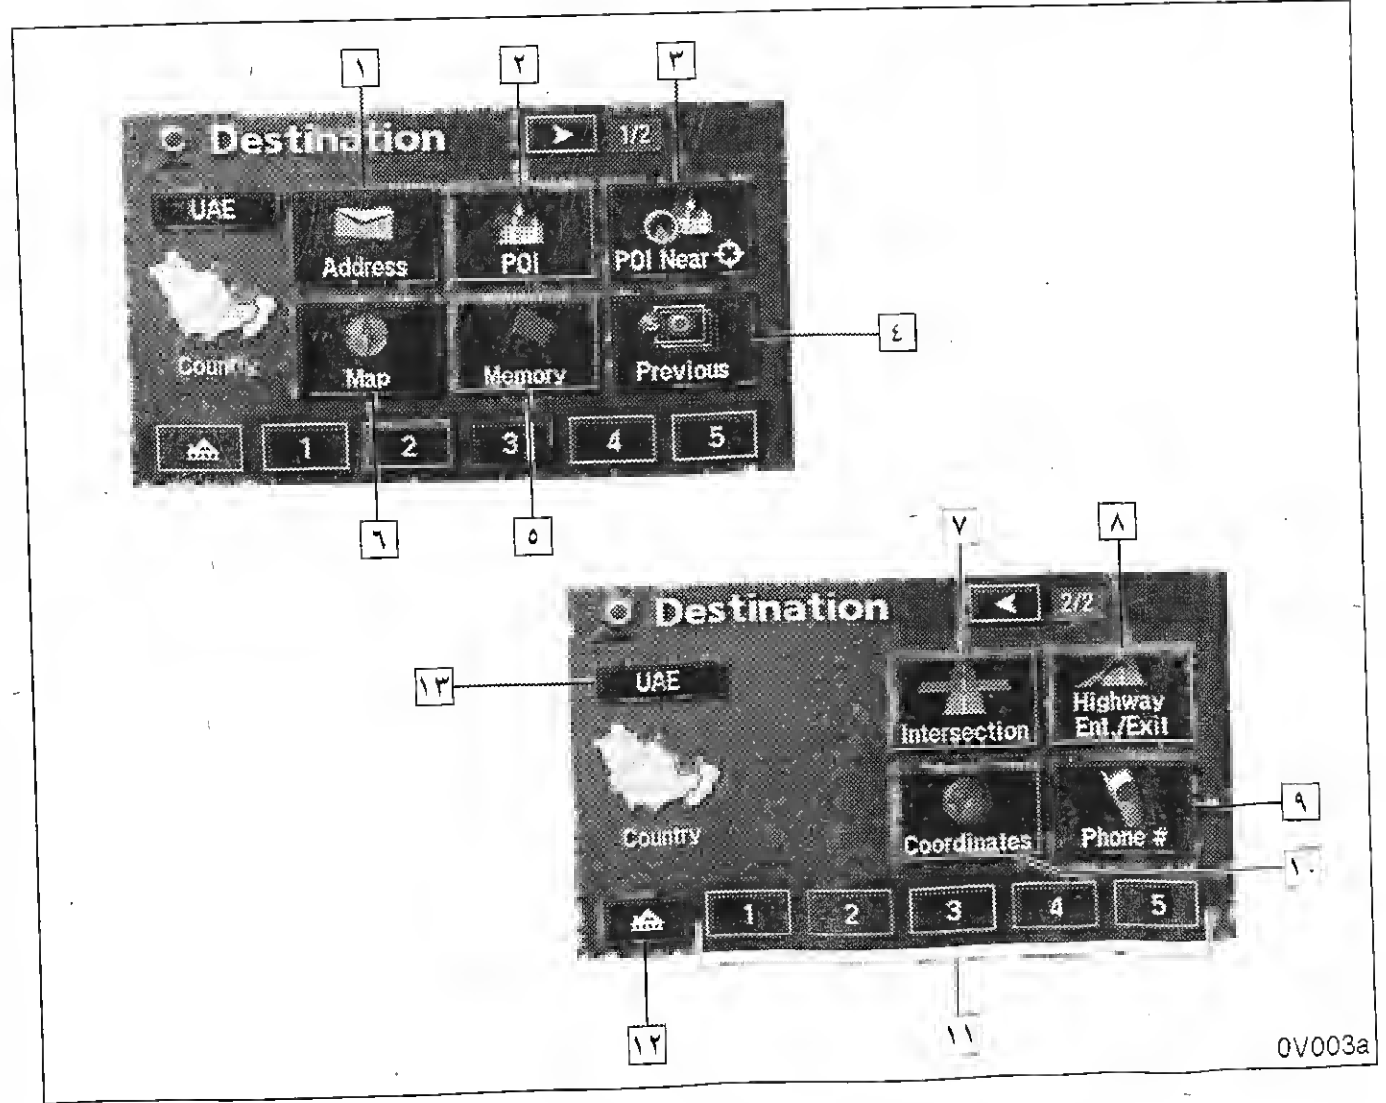 ١ ٢ ٣
Destination 1/2
UAE
Address POI POI Near
٤
Country Map Memory Previous
1 2 3 4 5
٦ ٥
٧ ٨
Destination 2/2
١٣ UAE
Intersection Highway Ent./Exit
٩
Country Coordinates Phone #
١٠
1 2 3 4 5
١٢ ١١
0V003a